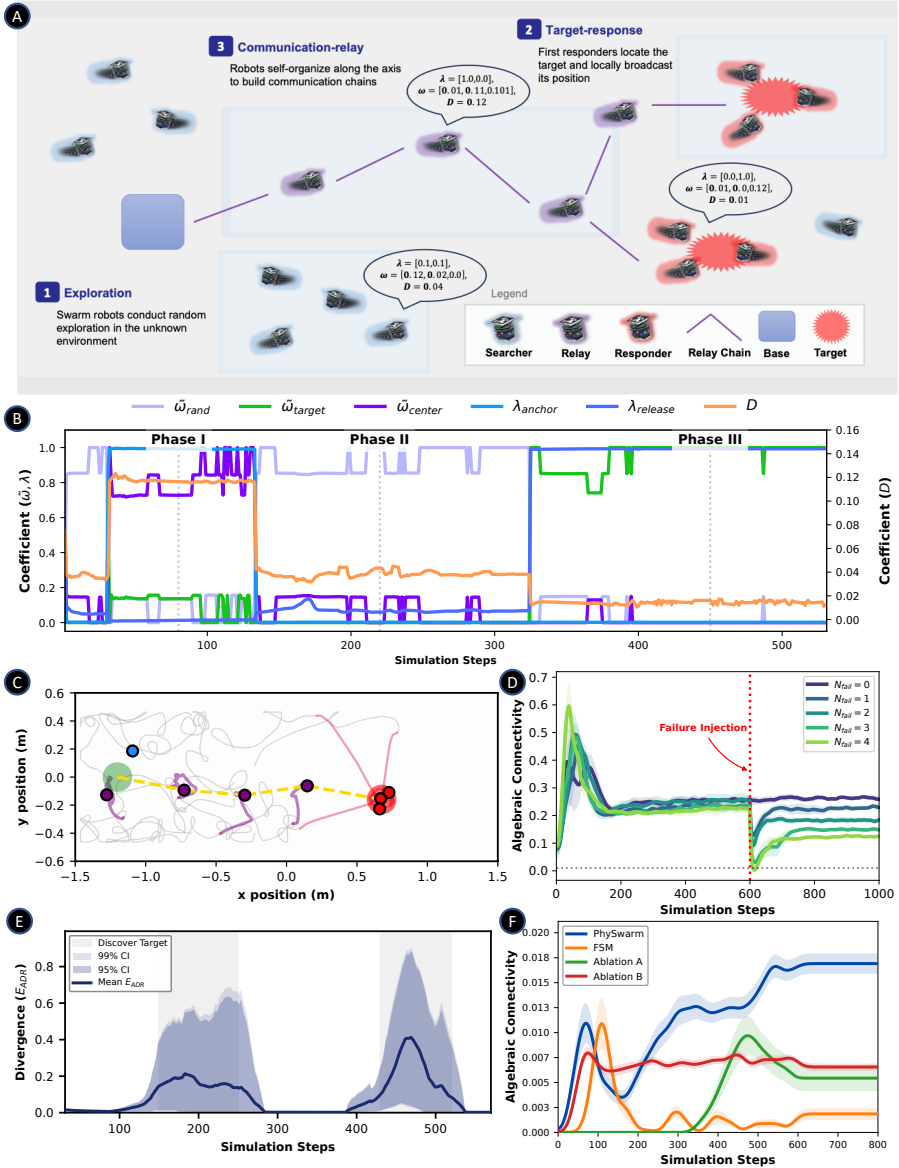 A
3 Communication-relay
Robots self-organize along the axis
to build communication chains
λ = [1.0,0.0],
ω = [0.01, 0.11,0.101],
D = 0.12
2 Target-response
First responders locate the
target and locally broadcast
its position
λ = [0.0,1.0],
ω = [0.01, 0.0,0.12],
D = 0.01
1 Exploration
Swarm robots conduct random
exploration in the unknown
environment
λ = [0.1,0.1],
ω = [0.12, 0.02,0.0],
D = 0.04
Legend
Searcher Relay Responder Relay Chain Base Target
B
ω̃rand ω̃target ω̃center λanchor λrelease D
Phase I Phase II Phase III
Coefficient (ω̃, λ)
1.0
0.8
0.6
0.4
0.2
0.0
0.16
0.14
0.12
0.10
0.08
0.06
0.04
0.02
0.00
Coefficient (D)
100 200 300 400 500
Simulation Steps
C
y position (m)
0.6
0.4
0.2
0.0
−0.2
−0.4
−0.6
−1.5 −1.0 −0.5 0.0 0.5 1.0 1.5
x position (m)
D
Algebraic Connectivity
0.7
0.6
0.5
0.4
0.3
0.2
0.1
0.0
Failure Injection
Nfail = 0
Nfail = 1
Nfail = 2
Nfail = 3
Nfail = 4
0 200 400 600 800 1000
Simulation Steps
E
Divergence (EADR)
0.8
0.6
0.4
0.2
0.0
Discover Target
99% CI
95% CI
Mean EADR
100 200 300 400 500
Simulation Steps
F
Algebraic Connectivity
0.020
0.018
0.013
0.010
0.007
0.005
0.003
0.000
PhySwarm
FSM
Ablation A
Ablation B
0 100 200 300 400 500 600 700 800
Simulation Steps